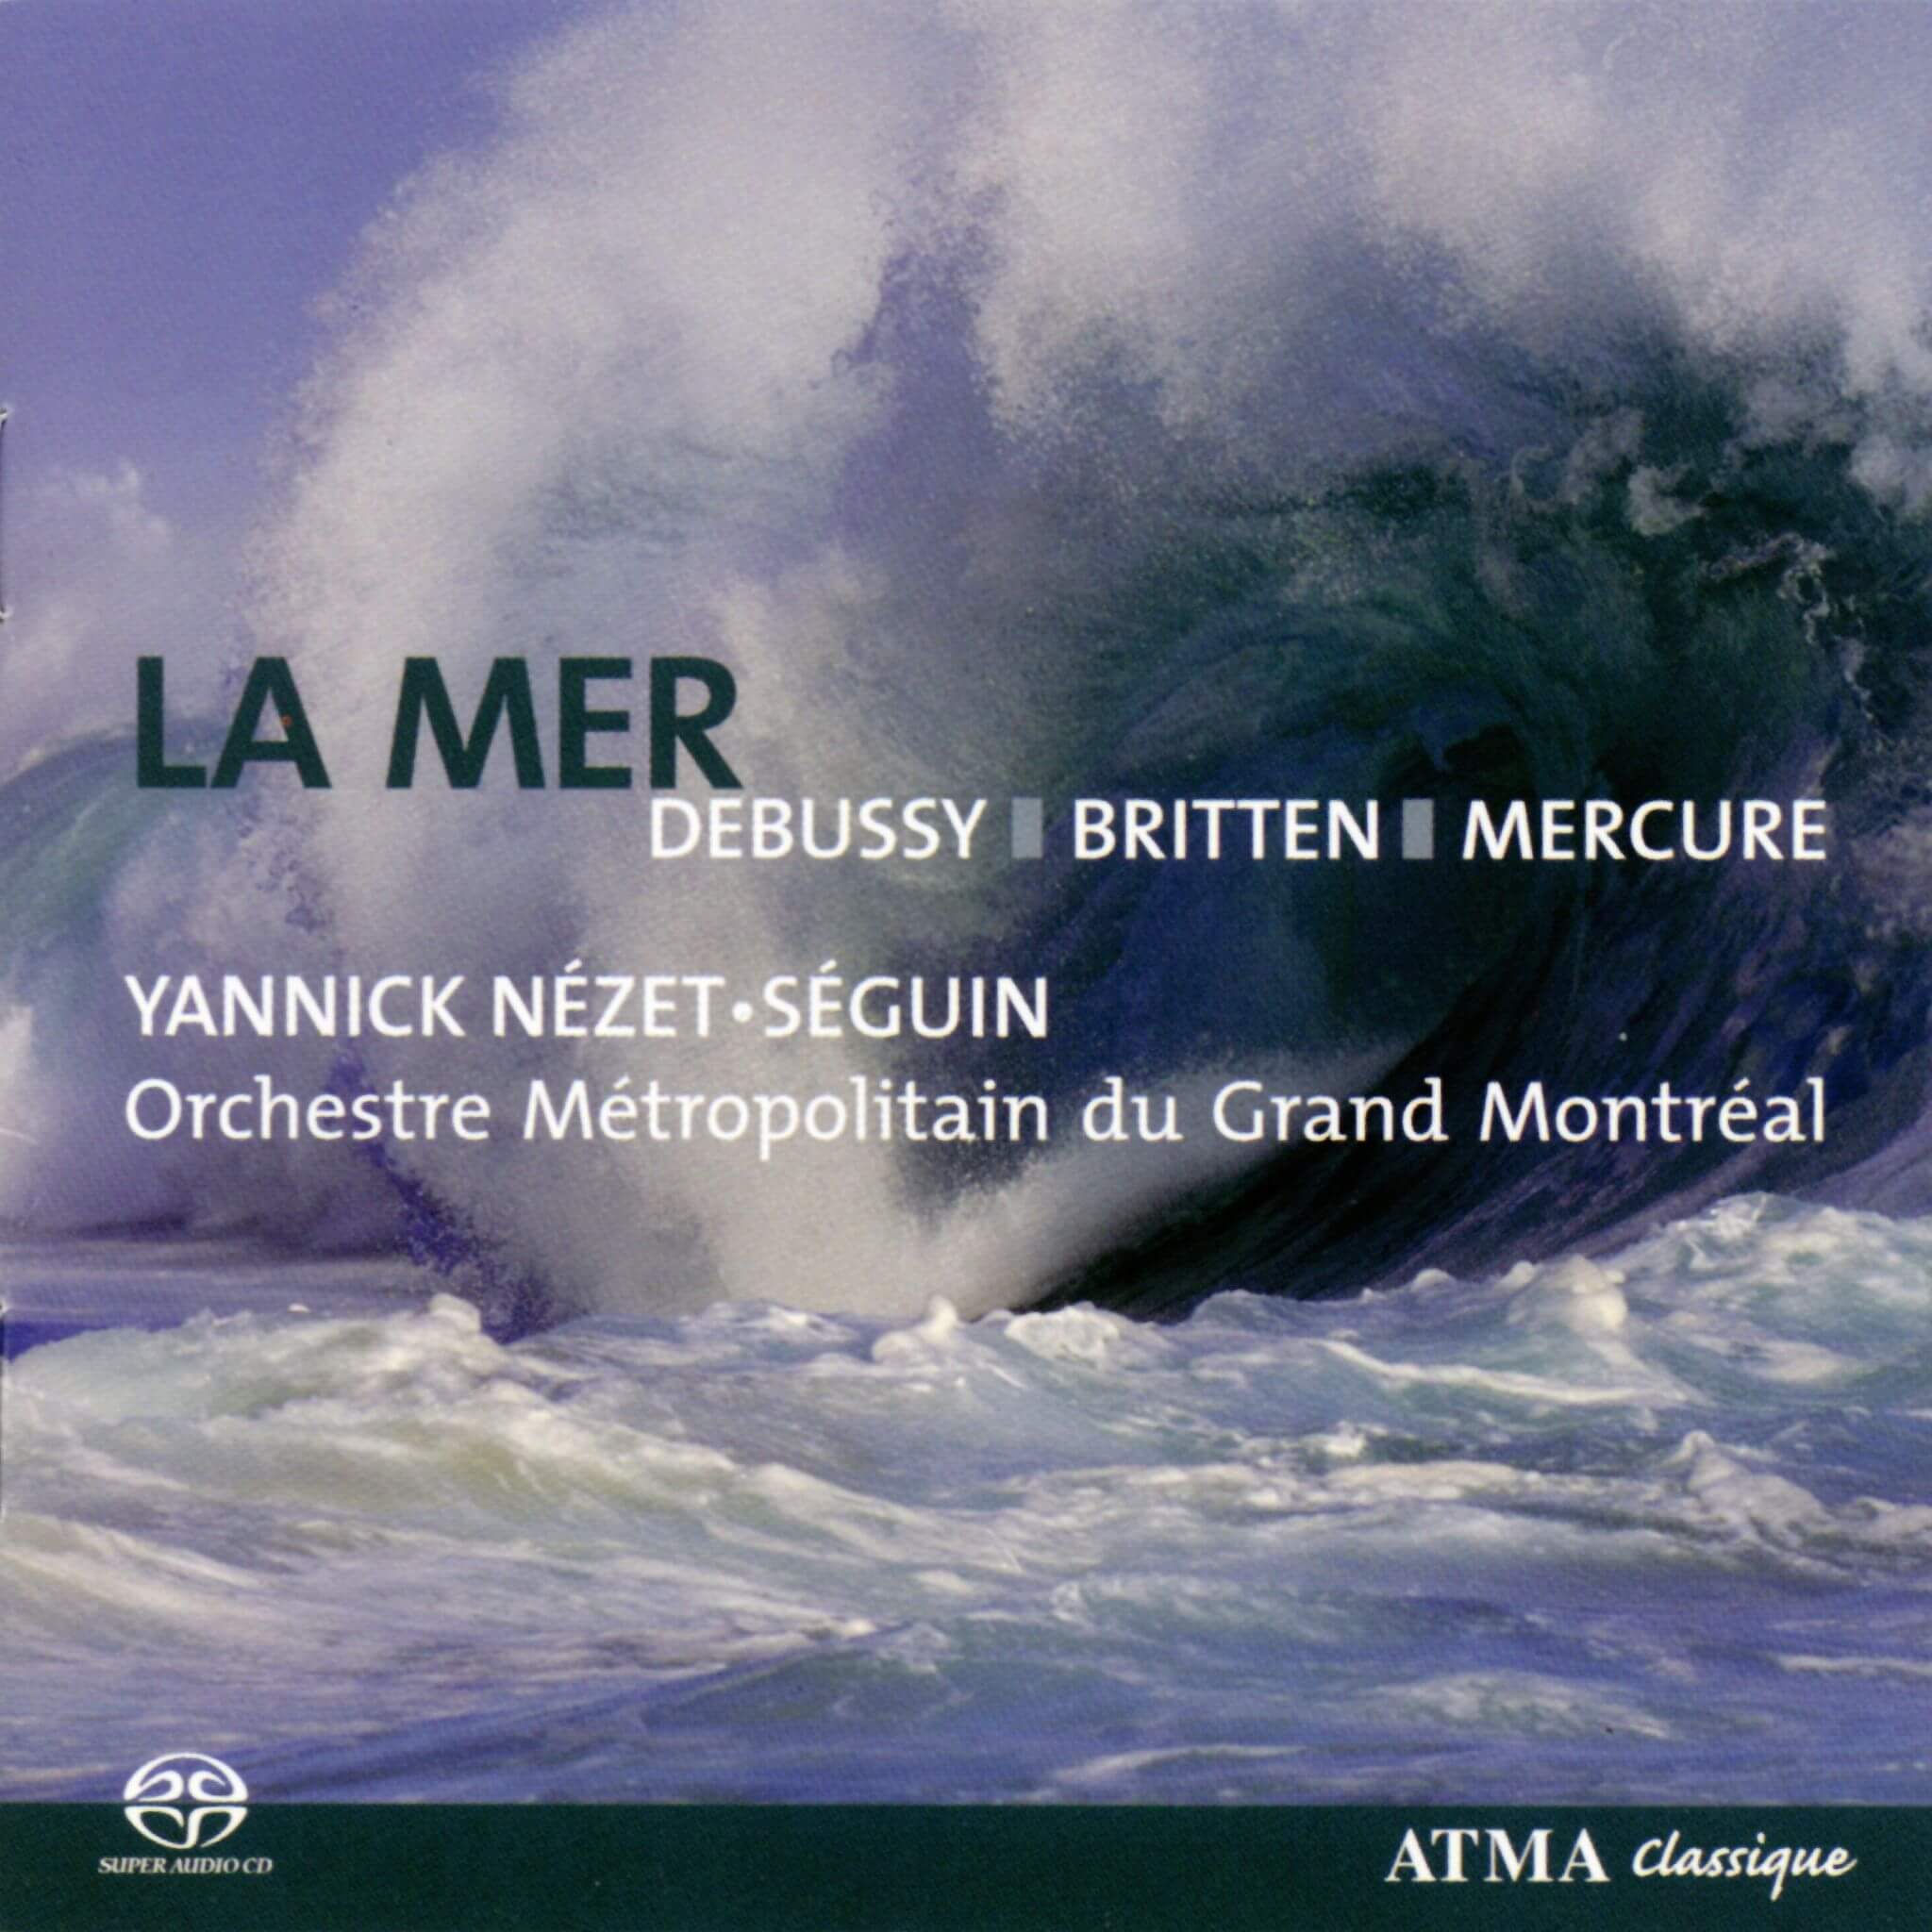 LA MER
DEBUSSY | BRITTEN | MERCURE
YANNICK NÉZET•SÉGUIN
Orchestre Métropolitain du Grand Montréal
SUPER AUDIO CD
ATMA Classique